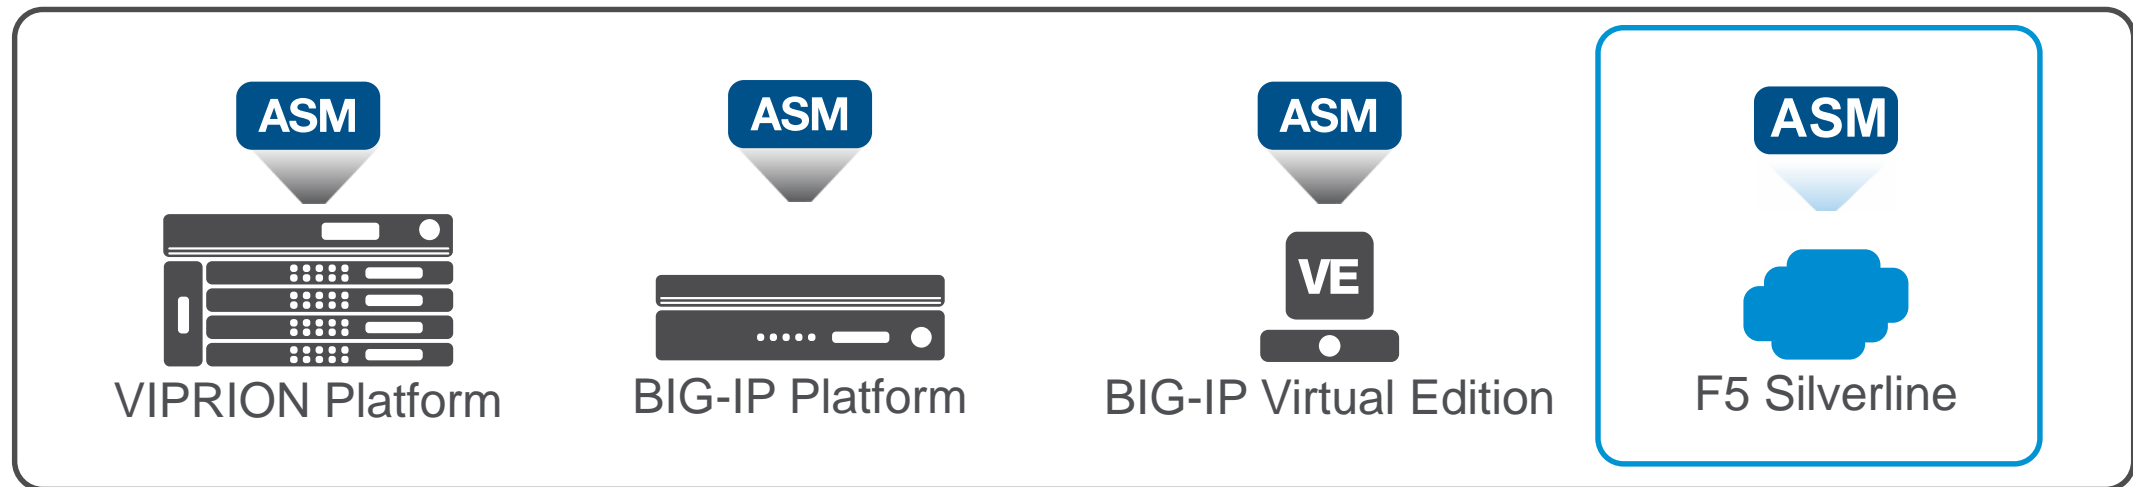 ASM
ASM
ASM
ASM
VE
VIPRION Platform
BIG-IP Platform
BIG-IP Virtual Edition
F5 Silverline